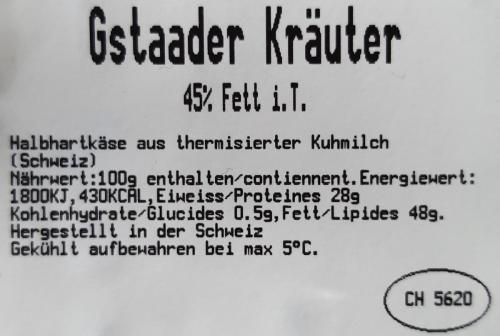 Gstaader Kräuter
45% Fett i.T.
Halbhartkäse aus thermisierter Kuhmilch
(Schweiz)
Nährwert:100g enthalten/contiennent.Energiewert:
1800KJ,430KCAL,Eiweiss/Proteines 28g
Kohlenhydrate/Glucides 0.5g,Fett/Lipides 48g.
Hergestellt in der Schweiz
Gekühlt aufbewahren bei max 5°C.
CH 5620